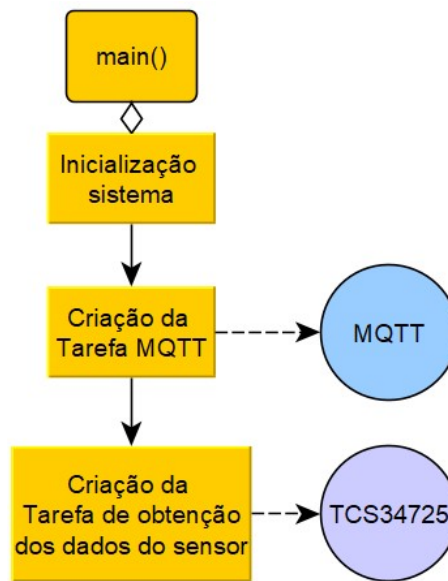 main()
Inicialização
sistema
Criação da
Tarefa MQTT
MQTT
Criação da
Tarefa de obtenção
dos dados do sensor
TCS34725